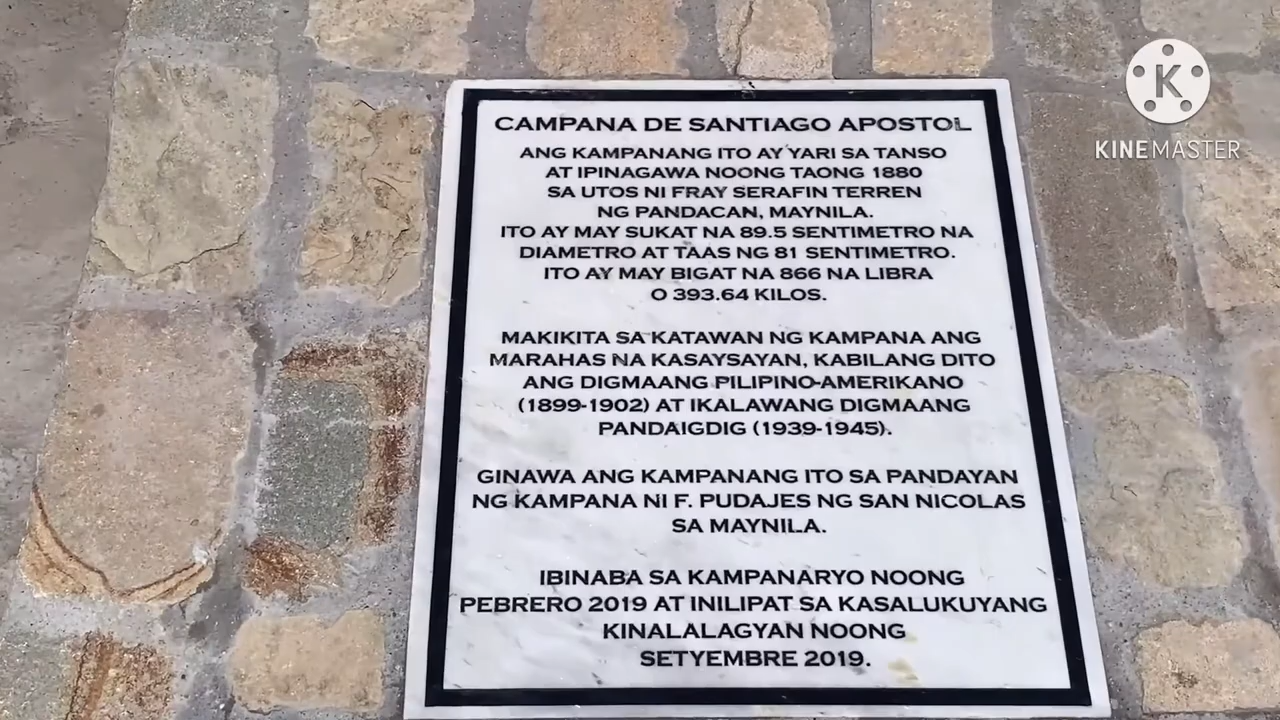 CAMPANA DE SANTIAGO APOSTOL
ANG KAMPANANG ITO AY YARI SA TANSO
AT IPINAGAWA NOONG TAONG 1880
SA UTOS NI FRAY SERAFIN TERREN
NG PANDACAN, MAYNILA.
ITO AY MAY SUKAT NA 89.5 SENTIMETRO NA
DIAMETRO AT TAAS NG 81 SENTIMETRO.
ITO AY MAY BIGAT NA 866 NA LIBRA
O 393.64 KILOS.
MAKIKITA SA KATAWAN NG KAMPANA ANG
MARAHAS NA KASAYSAYAN, KABILANG DITO
ANG DIGMAANG PILIPINO-AMERIKANO
(1899-1902) AT IKALAWANG DIGMAANG
PANDAIGDIG (1939-1945).
GINAWA ANG KAMPANANG ITO SA PANDAYAN
NG KAMPANA NI F. PUDAJES NG SAN NICOLAS
SA MAYNILA.
IBINABA SA KAMPANARYO NOONG
PEBRERO 2019 AT INILIPAT SA KASALUKUYANG
KINALALAGYAN NOONG
SETYEMBRE 2019.
K
KINEMASTER